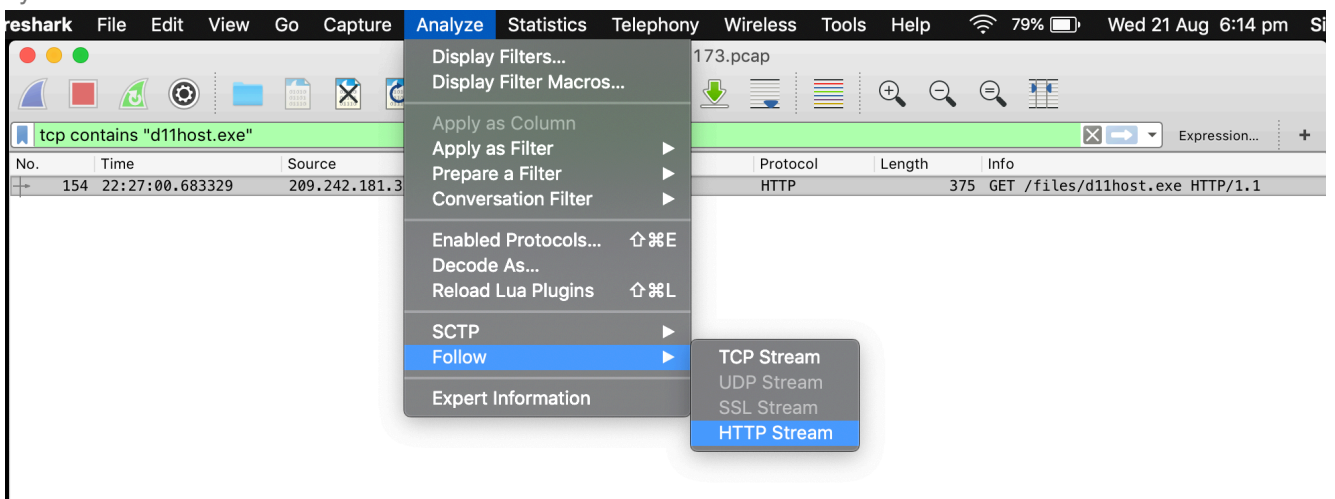 reshark File Edit View Go Capture Analyze Statistics Telephony Wireless Tools Help 79% Wed 21 Aug 6:14 pm Si
173.pcap
Display Filters...
Display Filter Macros...
Apply as Column
Apply as Filter
Prepare a Filter
Conversation Filter
Enabled Protocols... ⇧⌘E
Decode As...
Reload Lua Plugins ⇧⌘L
SCTP
Follow
Expert Information
TCP Stream
UDP Stream
SSL Stream
HTTP Stream
tcp contains "d11host.exe" Expression... +
No. Time Source Protocol Length Info
154 22:27:00.683329 209.242.181.3 HTTP 375 GET /files/d11host.exe HTTP/1.1